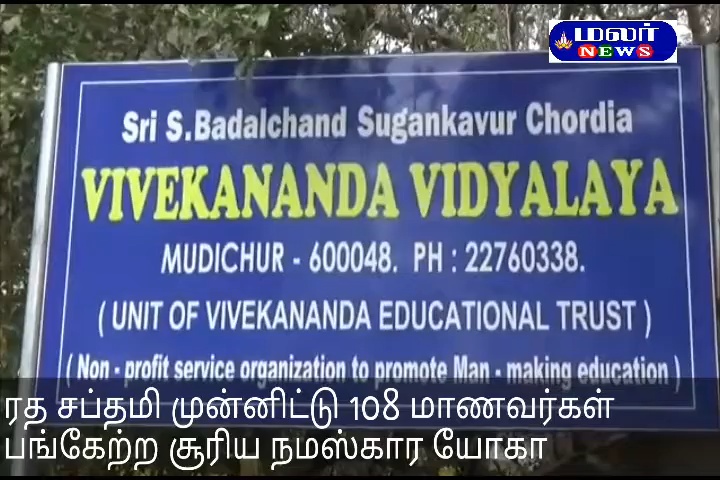 மலர்
NEWS
Sri S.Badalchand Sugankavur Chordia
VIVEKANANDA VIDYALAYA
MUDICHUR - 600048. PH : 22760338.
( UNIT OF VIVEKANANDA EDUCATIONAL TRUST )
( Non - profit service organization to promote Man - making education )
ரத சப்தமி முன்னிட்டு 108 மாணவர்கள்
பங்கேற்ற சூரிய நமஸ்கார யோகா